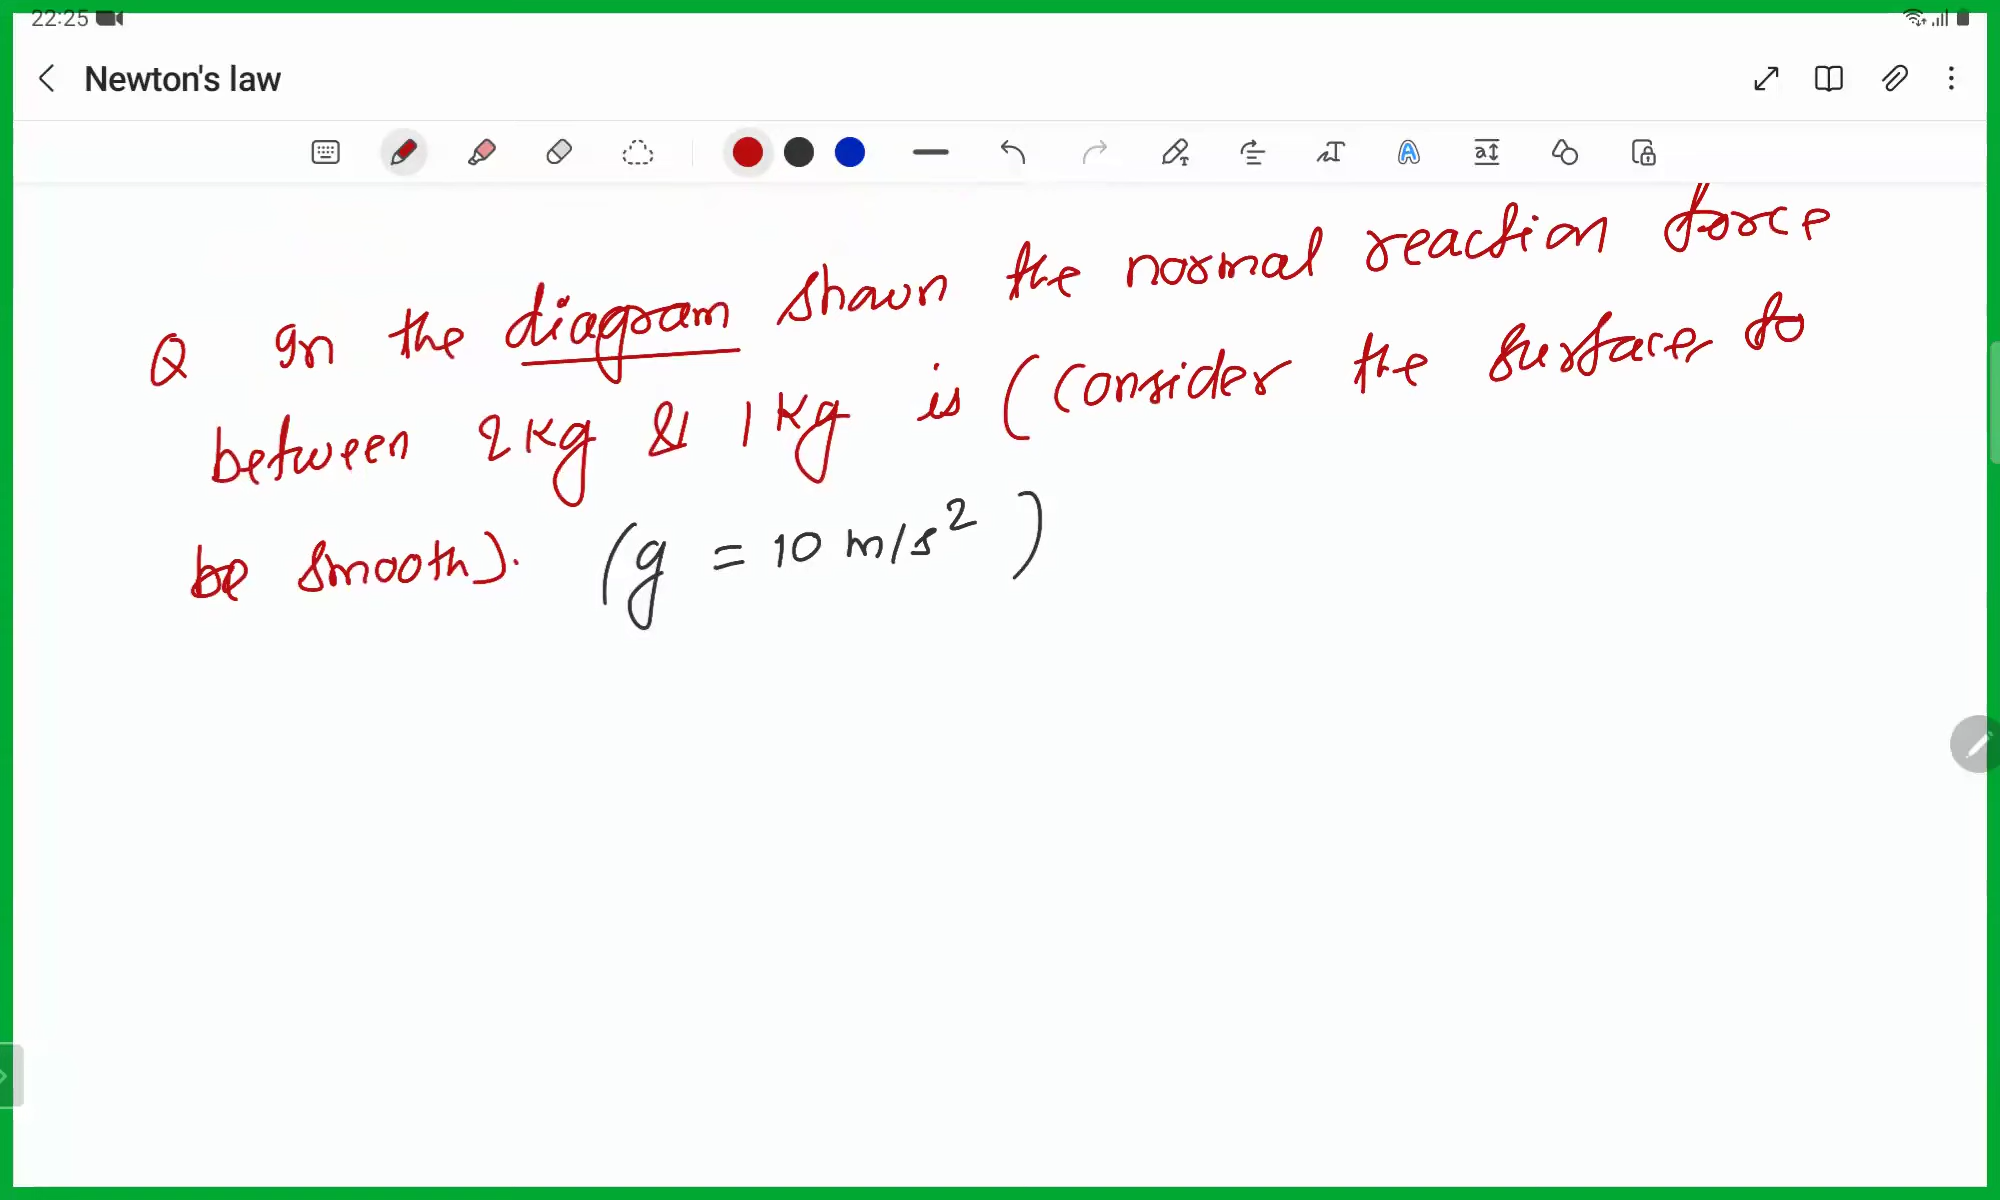 22:25
Newton's law
Q In the diagram shown the normal reaction force
between 2kg & 1kg is (consider the surfaces to
be smooth). (g = 10 m/s²)